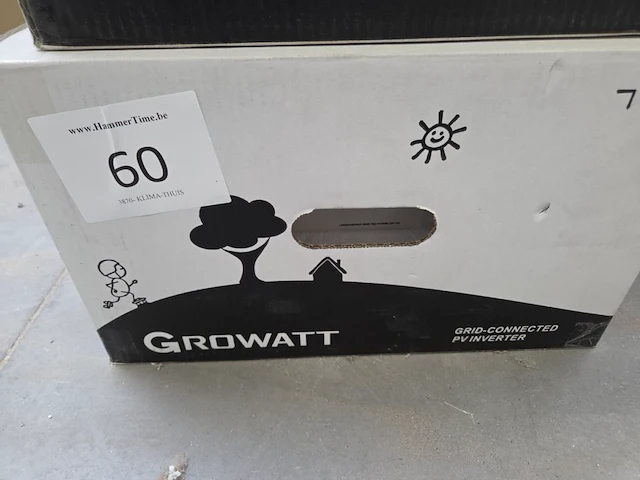 www.HammerTime.be
60
3876- KLIMA-THUIS
7
GROWATT
GRID-CONNECTED
PV INVERTER